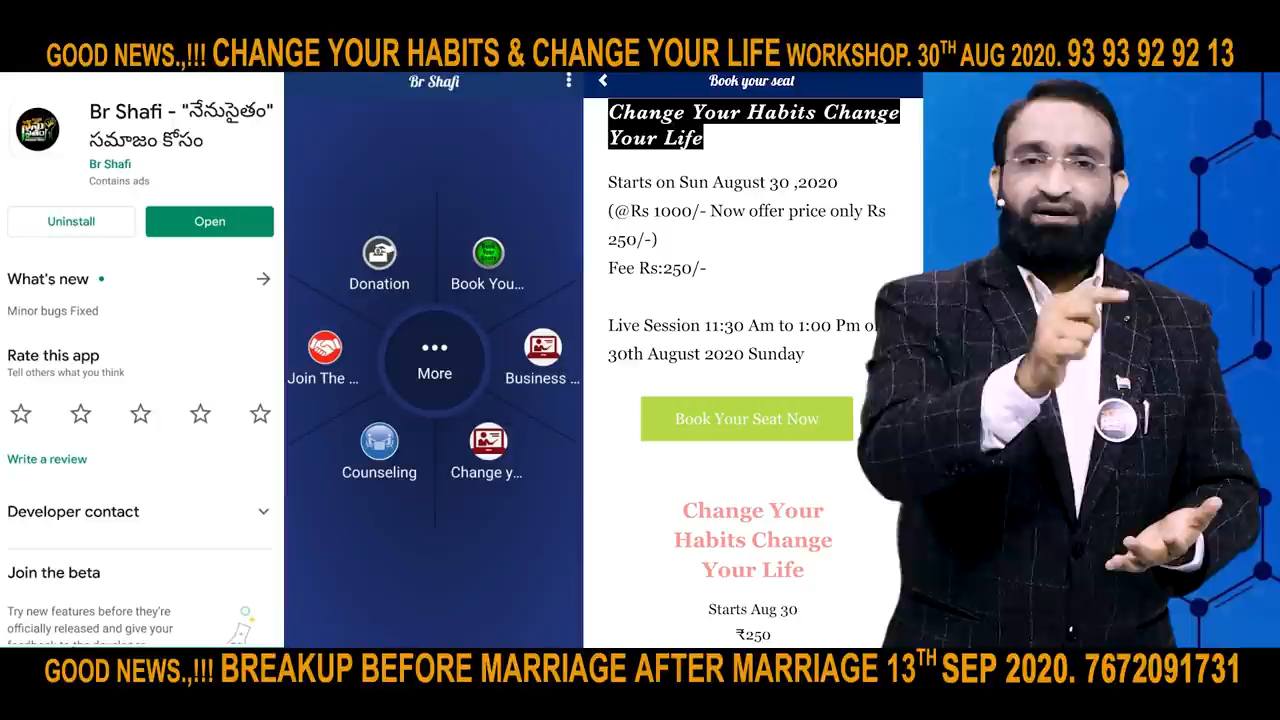 GOOD NEWS.,!!! CHANGE YOUR HABITS & CHANGE YOUR LIFE WORKSHOP. 30TH AUG 2020. 93 93 92 92 13
Br Shafi - "నేనుసైతం"
సమాజం కోసం
Br Shafi
Contains ads
Uninstall
Open
What's new
Minor bugs Fixed
Rate this app
Tell others what you think
Write a review
Developer contact
Join the beta
Try new features before they're
officially released and give your
Br Shafi
Donation
Book You...
Join The ...
More
Business ...
Counseling
Change y...
Book your seat
Change Your Habits Change
Your Life
Starts on Sun August 30 ,2020
(@Rs 1000/- Now offer price only Rs
250/-)
Fee Rs:250/-
Live Session 11:30 Am to 1:00 Pm
30th August 2020 Sunday
Book Your Seat Now
Change Your
Habits Change
Your Life
Starts Aug 30
₹250
GOOD NEWS.,!!! BREAKUP BEFORE MARRIAGE AFTER MARRIAGE 13TH SEP 2020. 7672091731